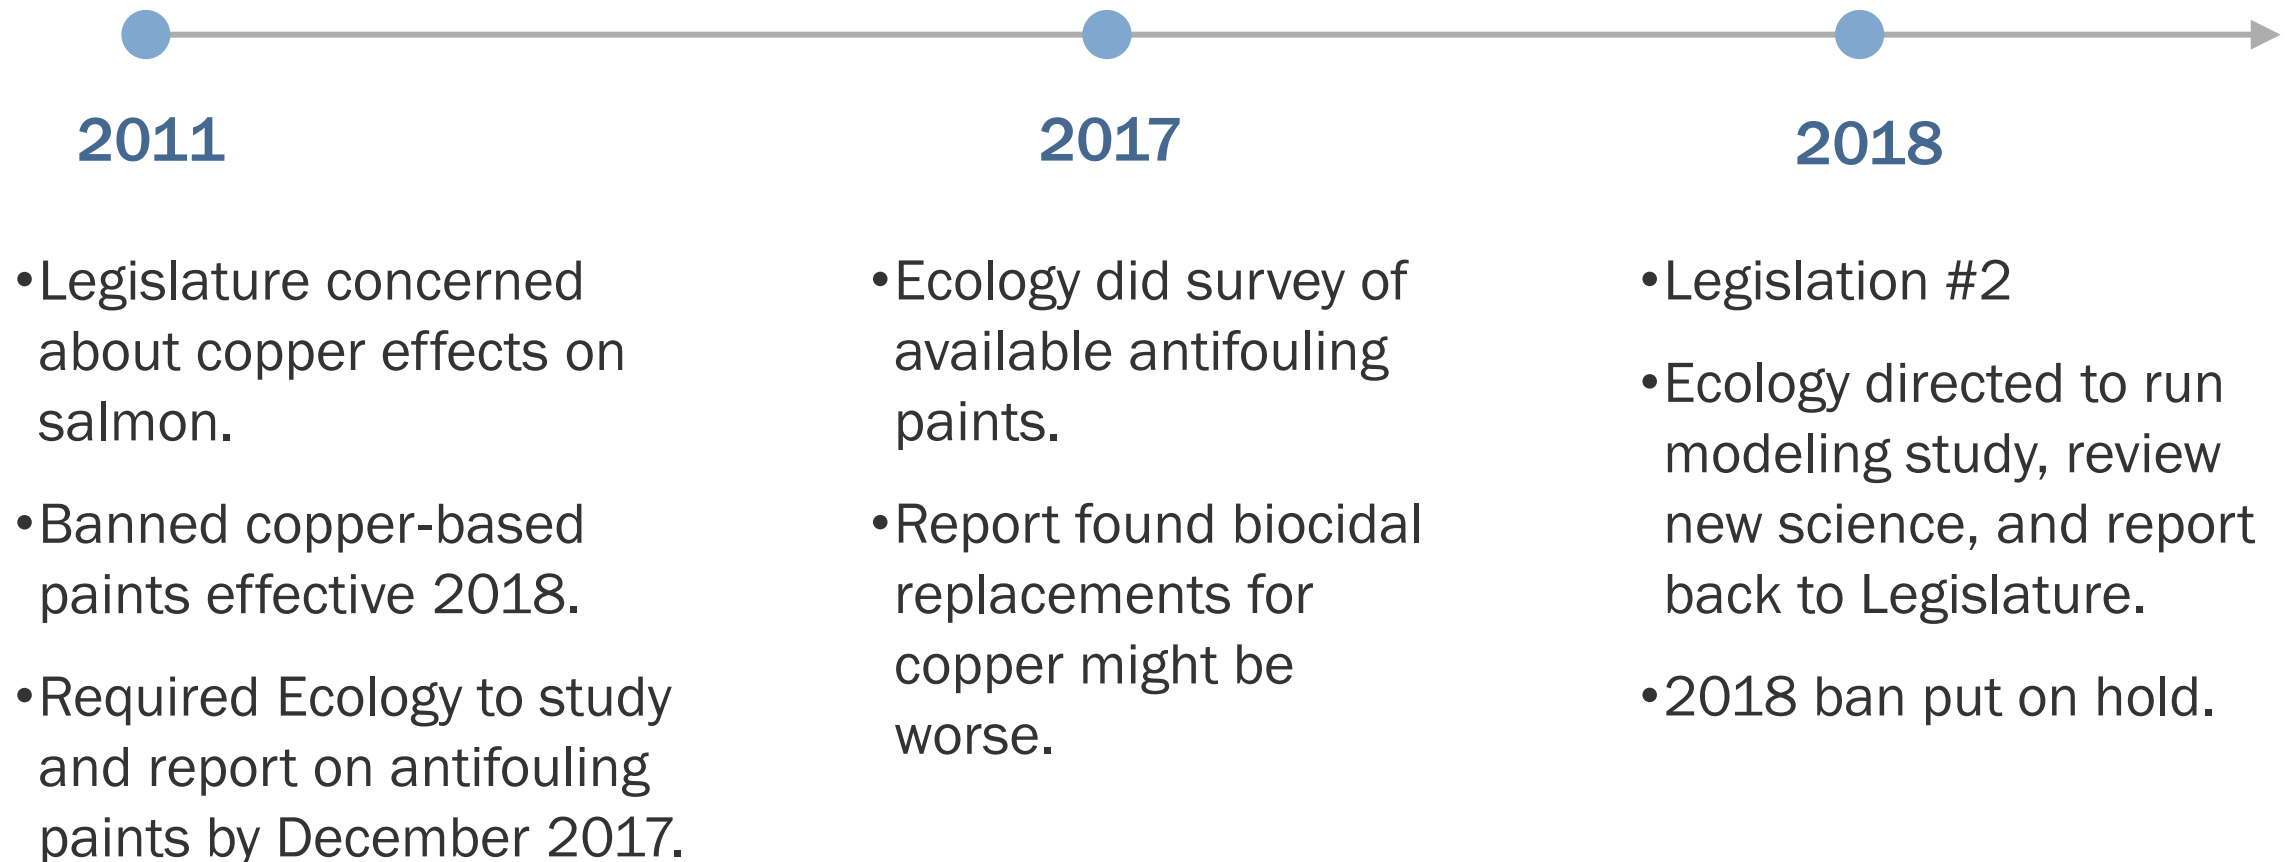 2011
•Legislature concerned
about copper effects on
salmon.
•Banned copper-based
paints effective 2018.
•Required Ecology to study
and report on antifouling
paints by December 2017.
2017
•Ecology did survey of
available antifouling
paints.
•Report found biocidal
replacements for
copper might be
worse.
2018
•Legislation #2
•Ecology directed to run
modeling study, review
new science, and report
back to Legislature.
•2018 ban put on hold.